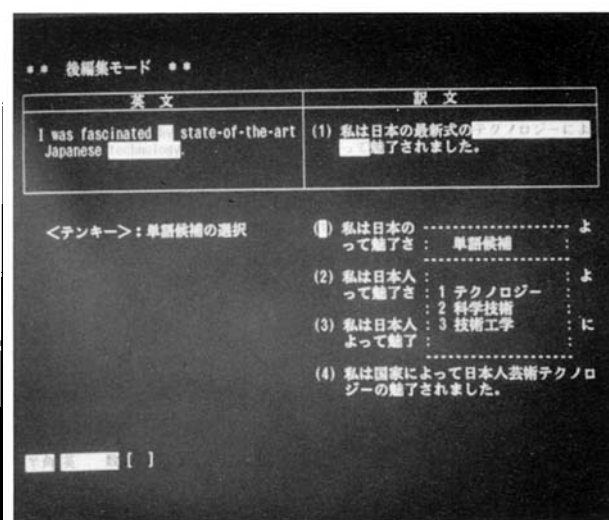 ** 後編集モード **
英文 訳文
I was fascinated by state-of-the-art
Japanese technology.
(1) 私は日本の最新式のテクノロジーによ
って魅了されました。
<テンキー>:単語候補の選択
(1) 私は日本の よ
って魅了さ
単語候補
(2) 私は日本人 よ
って魅了さ
1 テクノロジー
2 科学技術
(3) 私は日本人 に
よって魅了
3 技術工学
(4) 私は国家によって日本人芸術テクノロ
ジーの魅了されました。
[ ]